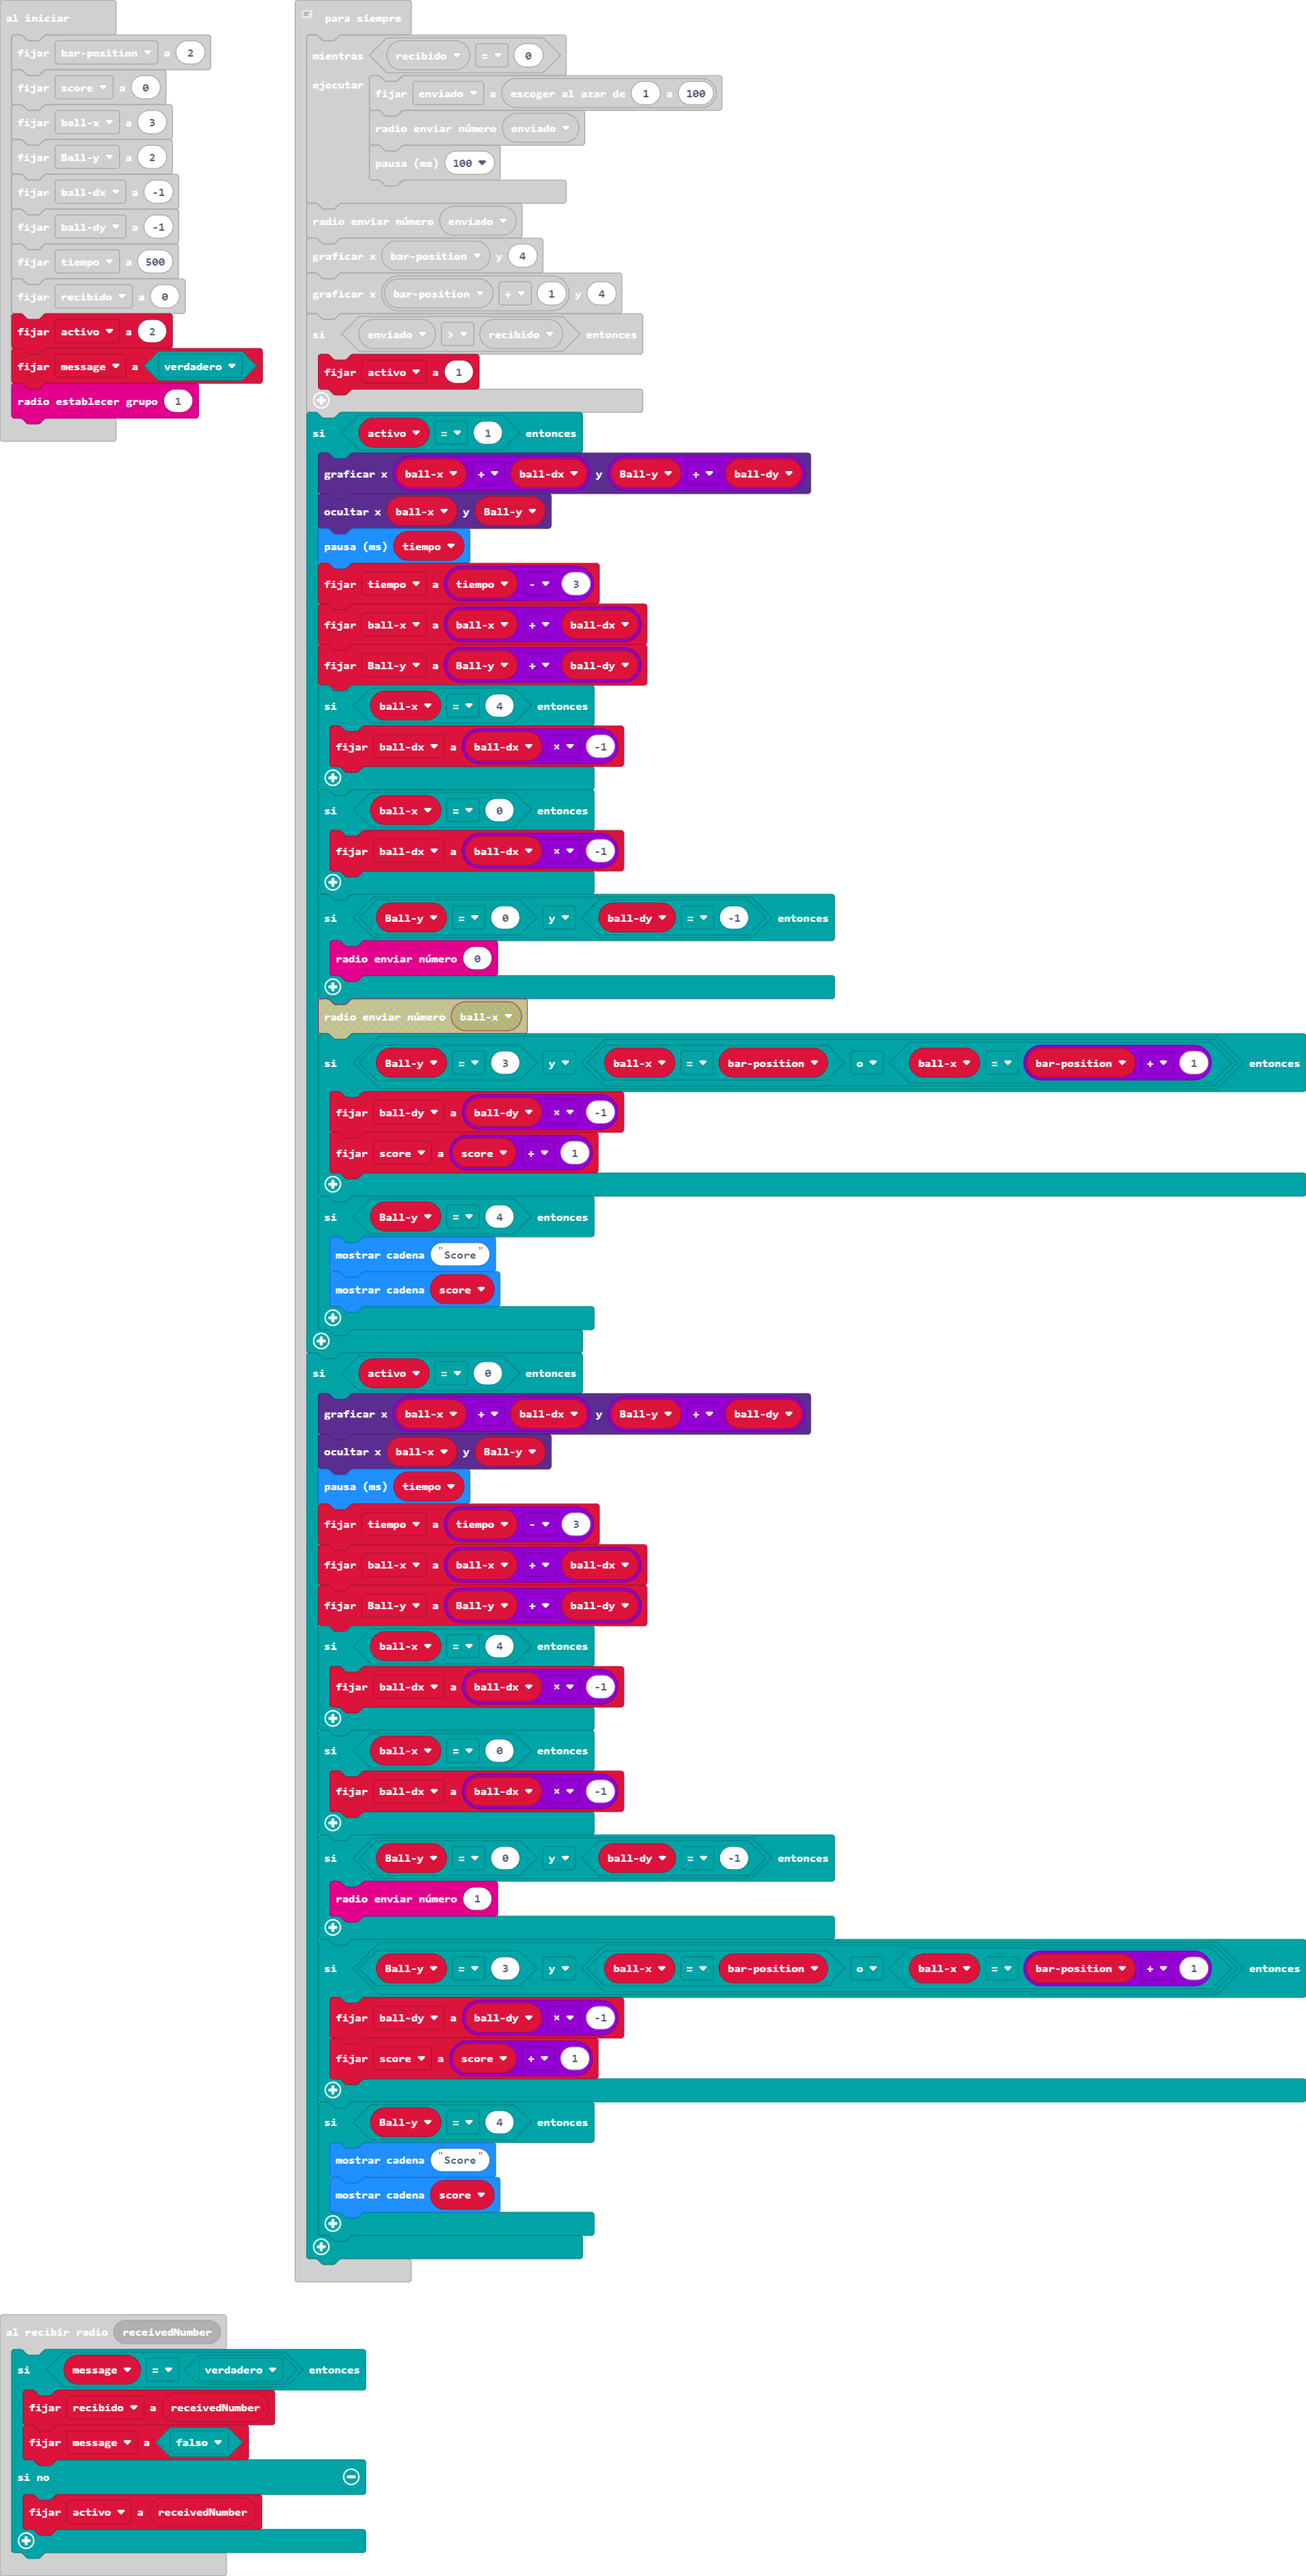 al iniciar
fijar bar-position a 2
fijar score a 0
fijar ball-x a 3
fijar Ball-y a 2
fijar ball-dx a -1
fijar ball-dy a -1
fijar tiempo a 500
fijar recibido a 0
fijar activo a 2
fijar message a verdadero
radio establecer grupo 1
para siempre
mientras recibido = 0
ejecutar fijar enviado a escoger al azar de 1 a 100
radio enviar número enviado
pausa (ms) 100
radio enviar número enviado
graficar x bar-position y 4
graficar x bar-position + 1 y 4
si enviado > recibido entonces
fijar activo a 1
si activo = 1 entonces
graficar x ball-x + ball-dx y Ball-y + ball-dy
ocultar x ball-x y Ball-y
pausa (ms) tiempo
fijar tiempo a tiempo - 3
fijar ball-x a ball-x + ball-dx
fijar Ball-y a Ball-y + ball-dy
si ball-x = 4 entonces
fijar ball-dx a ball-dx × -1
si ball-x = 0 entonces
fijar ball-dx a ball-dx × -1
si Ball-y = 0 y ball-dy = -1 entonces
radio enviar número 0
radio enviar número ball-x
si Ball-y = 3 y ball-x = bar-position o ball-x = bar-position + 1 entonces
fijar ball-dy a ball-dy × -1
fijar score a score + 1
si Ball-y = 4 entonces
mostrar cadena "Score"
mostrar cadena score
si activo = 0 entonces
graficar x ball-x + ball-dx y Ball-y + ball-dy
ocultar x ball-x y Ball-y
pausa (ms) tiempo
fijar tiempo a tiempo - 3
fijar ball-x a ball-x + ball-dx
fijar Ball-y a Ball-y + ball-dy
si ball-x = 4 entonces
fijar ball-dx a ball-dx × -1
si ball-x = 0 entonces
fijar ball-dx a ball-dx × -1
si Ball-y = 0 y ball-dy = -1 entonces
radio enviar número 1
si Ball-y = 3 y ball-x = bar-position o ball-x = bar-position + 1 entonces
fijar ball-dy a ball-dy × -1
fijar score a score + 1
si Ball-y = 4 entonces
mostrar cadena "Score"
mostrar cadena score
al recibir radio receivedNumber
si message = verdadero entonces
fijar recibido a receivedNumber
fijar message a falso
si no
fijar activo a receivedNumber